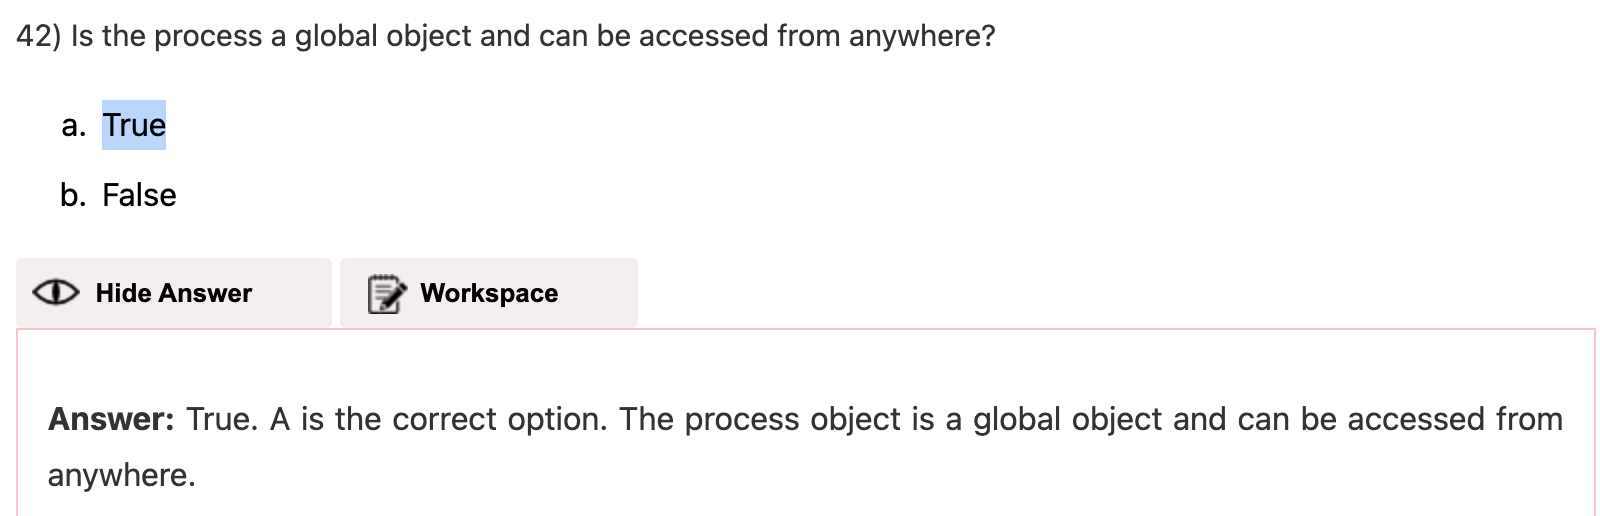 42) Is the process a global object and can be accessed from anywhere?
a. True
b. False
Hide Answer
Workspace
Answer: True. A is the correct option. The process object is a global object and can be accessed from
anywhere.